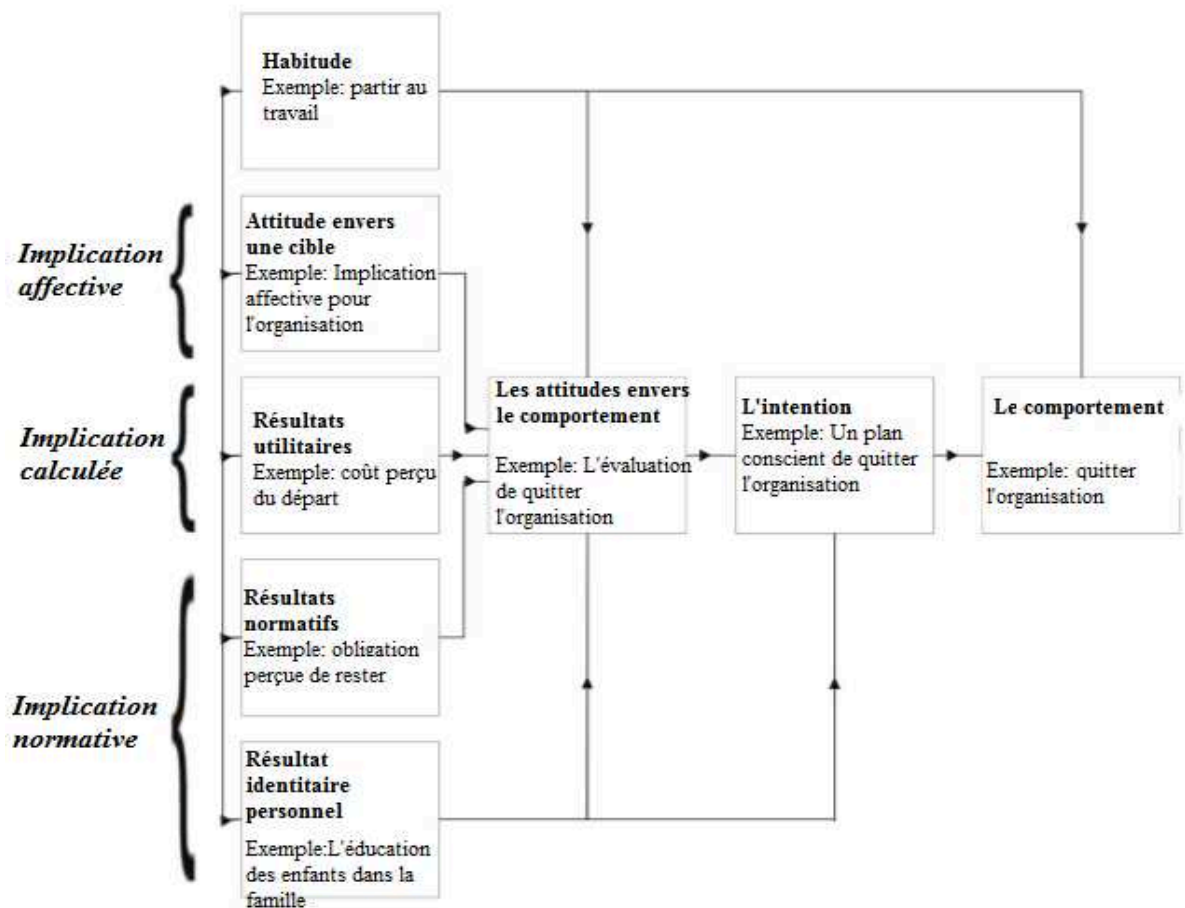 Habitude
Exemple: partir au
travail
Implication
affective
Attitude envers
une cible
Exemple: Implication
affective pour
l'organisation
Implication
calculée
Résultats
utilitaires
Exemple: coût perçu
du départ
Les attitudes envers
le comportement
Exemple: L'évaluation
de quitter
l'organisation
L'intention
Exemple: Un plan
conscient de quitter
l'organisation
Le comportement
Exemple: quitter
l'organisation
Implication
normative
Résultats
normatifs
Exemple: obligation
perçue de rester
Résultat
identitaire
personnel
Exemple:L'éducation
des enfants dans la
famille